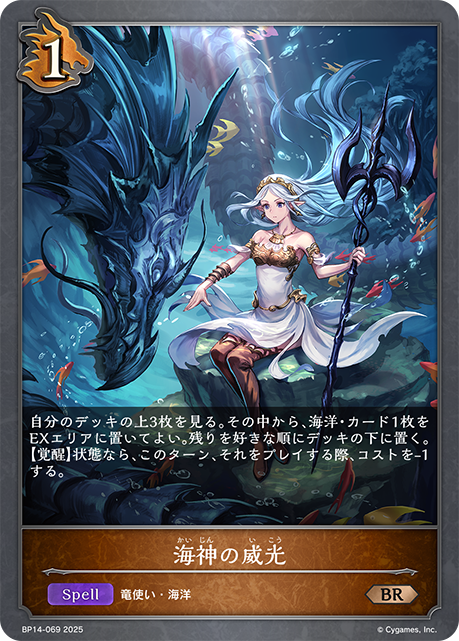 1
自分のデッキの上3枚を見る。その中から、海洋・カード1枚を
EXエリアに置いてよい。残りを好きな順にデッキの下に置く。
【覚醒】状態なら、このターン、それをプレイする際、コストを-1
する。
かいじん いこう
海神の威光
Spell 竜使い・海洋 BR
BP14-069 2025 © Cygames, Inc.